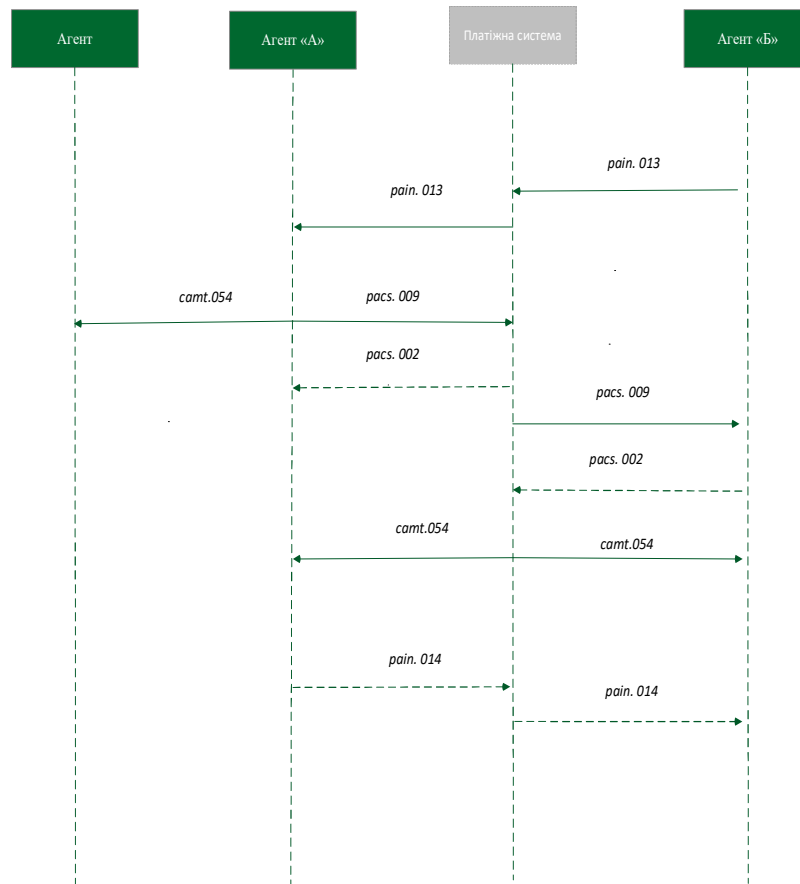 Агент
Агент «А»
Платіжна система
Агент «Б»
pain. 013
pain. 013
camt.054
pacs. 009
pacs. 002
pacs. 009
pacs. 002
camt.054
camt.054
pain. 014
pain. 014